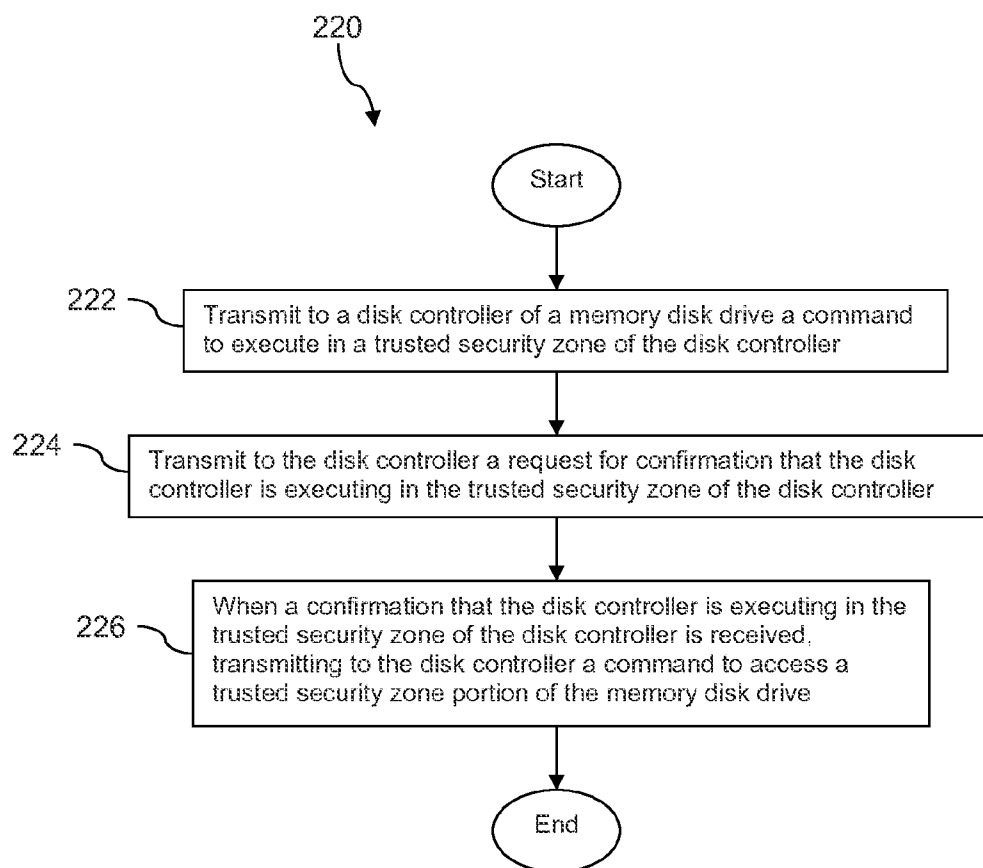 220
Start
222
Transmit to a disk controller of a memory disk drive a command
to execute in a trusted security zone of the disk controller
224
Transmit to the disk controller a request for confirmation that the disk
controller is executing in the trusted security zone of the disk controller
226
When a confirmation that the disk controller is executing in the
trusted security zone of the disk controller is received,
transmitting to the disk controller a command to access a
trusted security zone portion of the memory disk drive
End